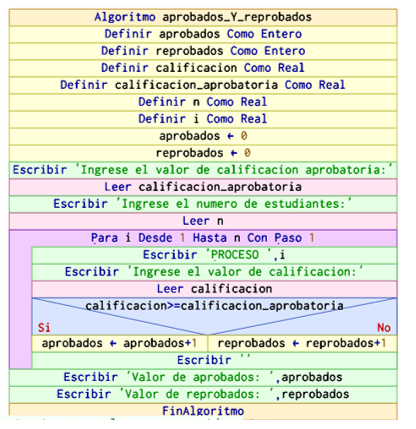 Algoritmo aprobados_Y_reprobados
Definir aprobados Como Entero
Definir reprobados Como Entero
Definir calificacion Como Real
Definir calificacion_aprobatoria Como Real
Definir n Como Real
Definir i Como Real
aprobados ← 0
reprobados ← 0
Escribir 'Ingrese el valor de calificacion aprobatoria:'
Leer calificacion_aprobatoria
Escribir 'Ingrese el numero de estudiantes:'
Leer n
Para i Desde 1 Hasta n Con Paso 1
Escribir 'PROCESO ',i
Escribir 'Ingrese el valor de calificacion:'
Leer calificacion
calificacion>=calificacion_aprobatoria
Si No
aprobados ← aprobados+1 reprobados ← reprobados+1
Escribir ''
Escribir 'Valor de aprobados: ',aprobados
Escribir 'Valor de reprobados: ',reprobados
FinAlgoritmo